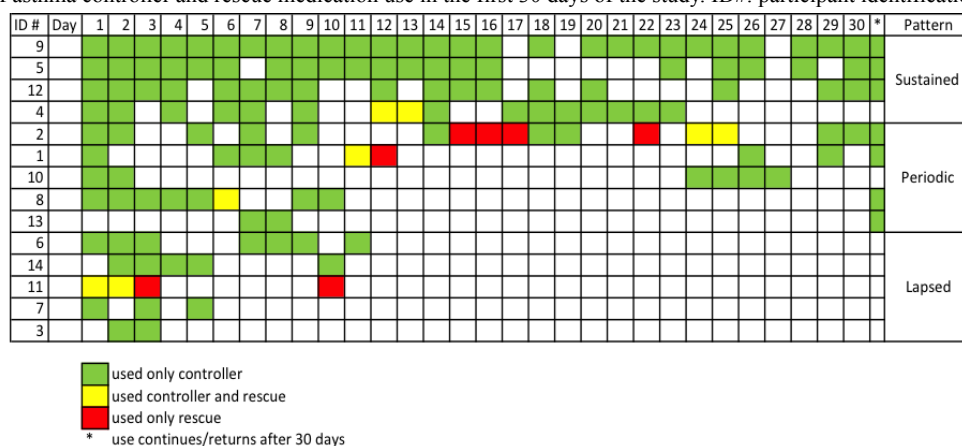 asthma controller and rescue medication use in the first 30 days of the study. ID#: participant
ID # Day 1 2 3 4 5 6 7 8 9 10 11 12 13 14 15 16 17 18 19 20 21 22 23 24 25 26 27 28 29 30 * Pattern
9
5
12
Sustained
4
2
1
10
Periodic
8
13
6
14
11
Lapsed
7
3
used only controller
used controller and rescue
used only rescue
* use continues/returns after 30 days